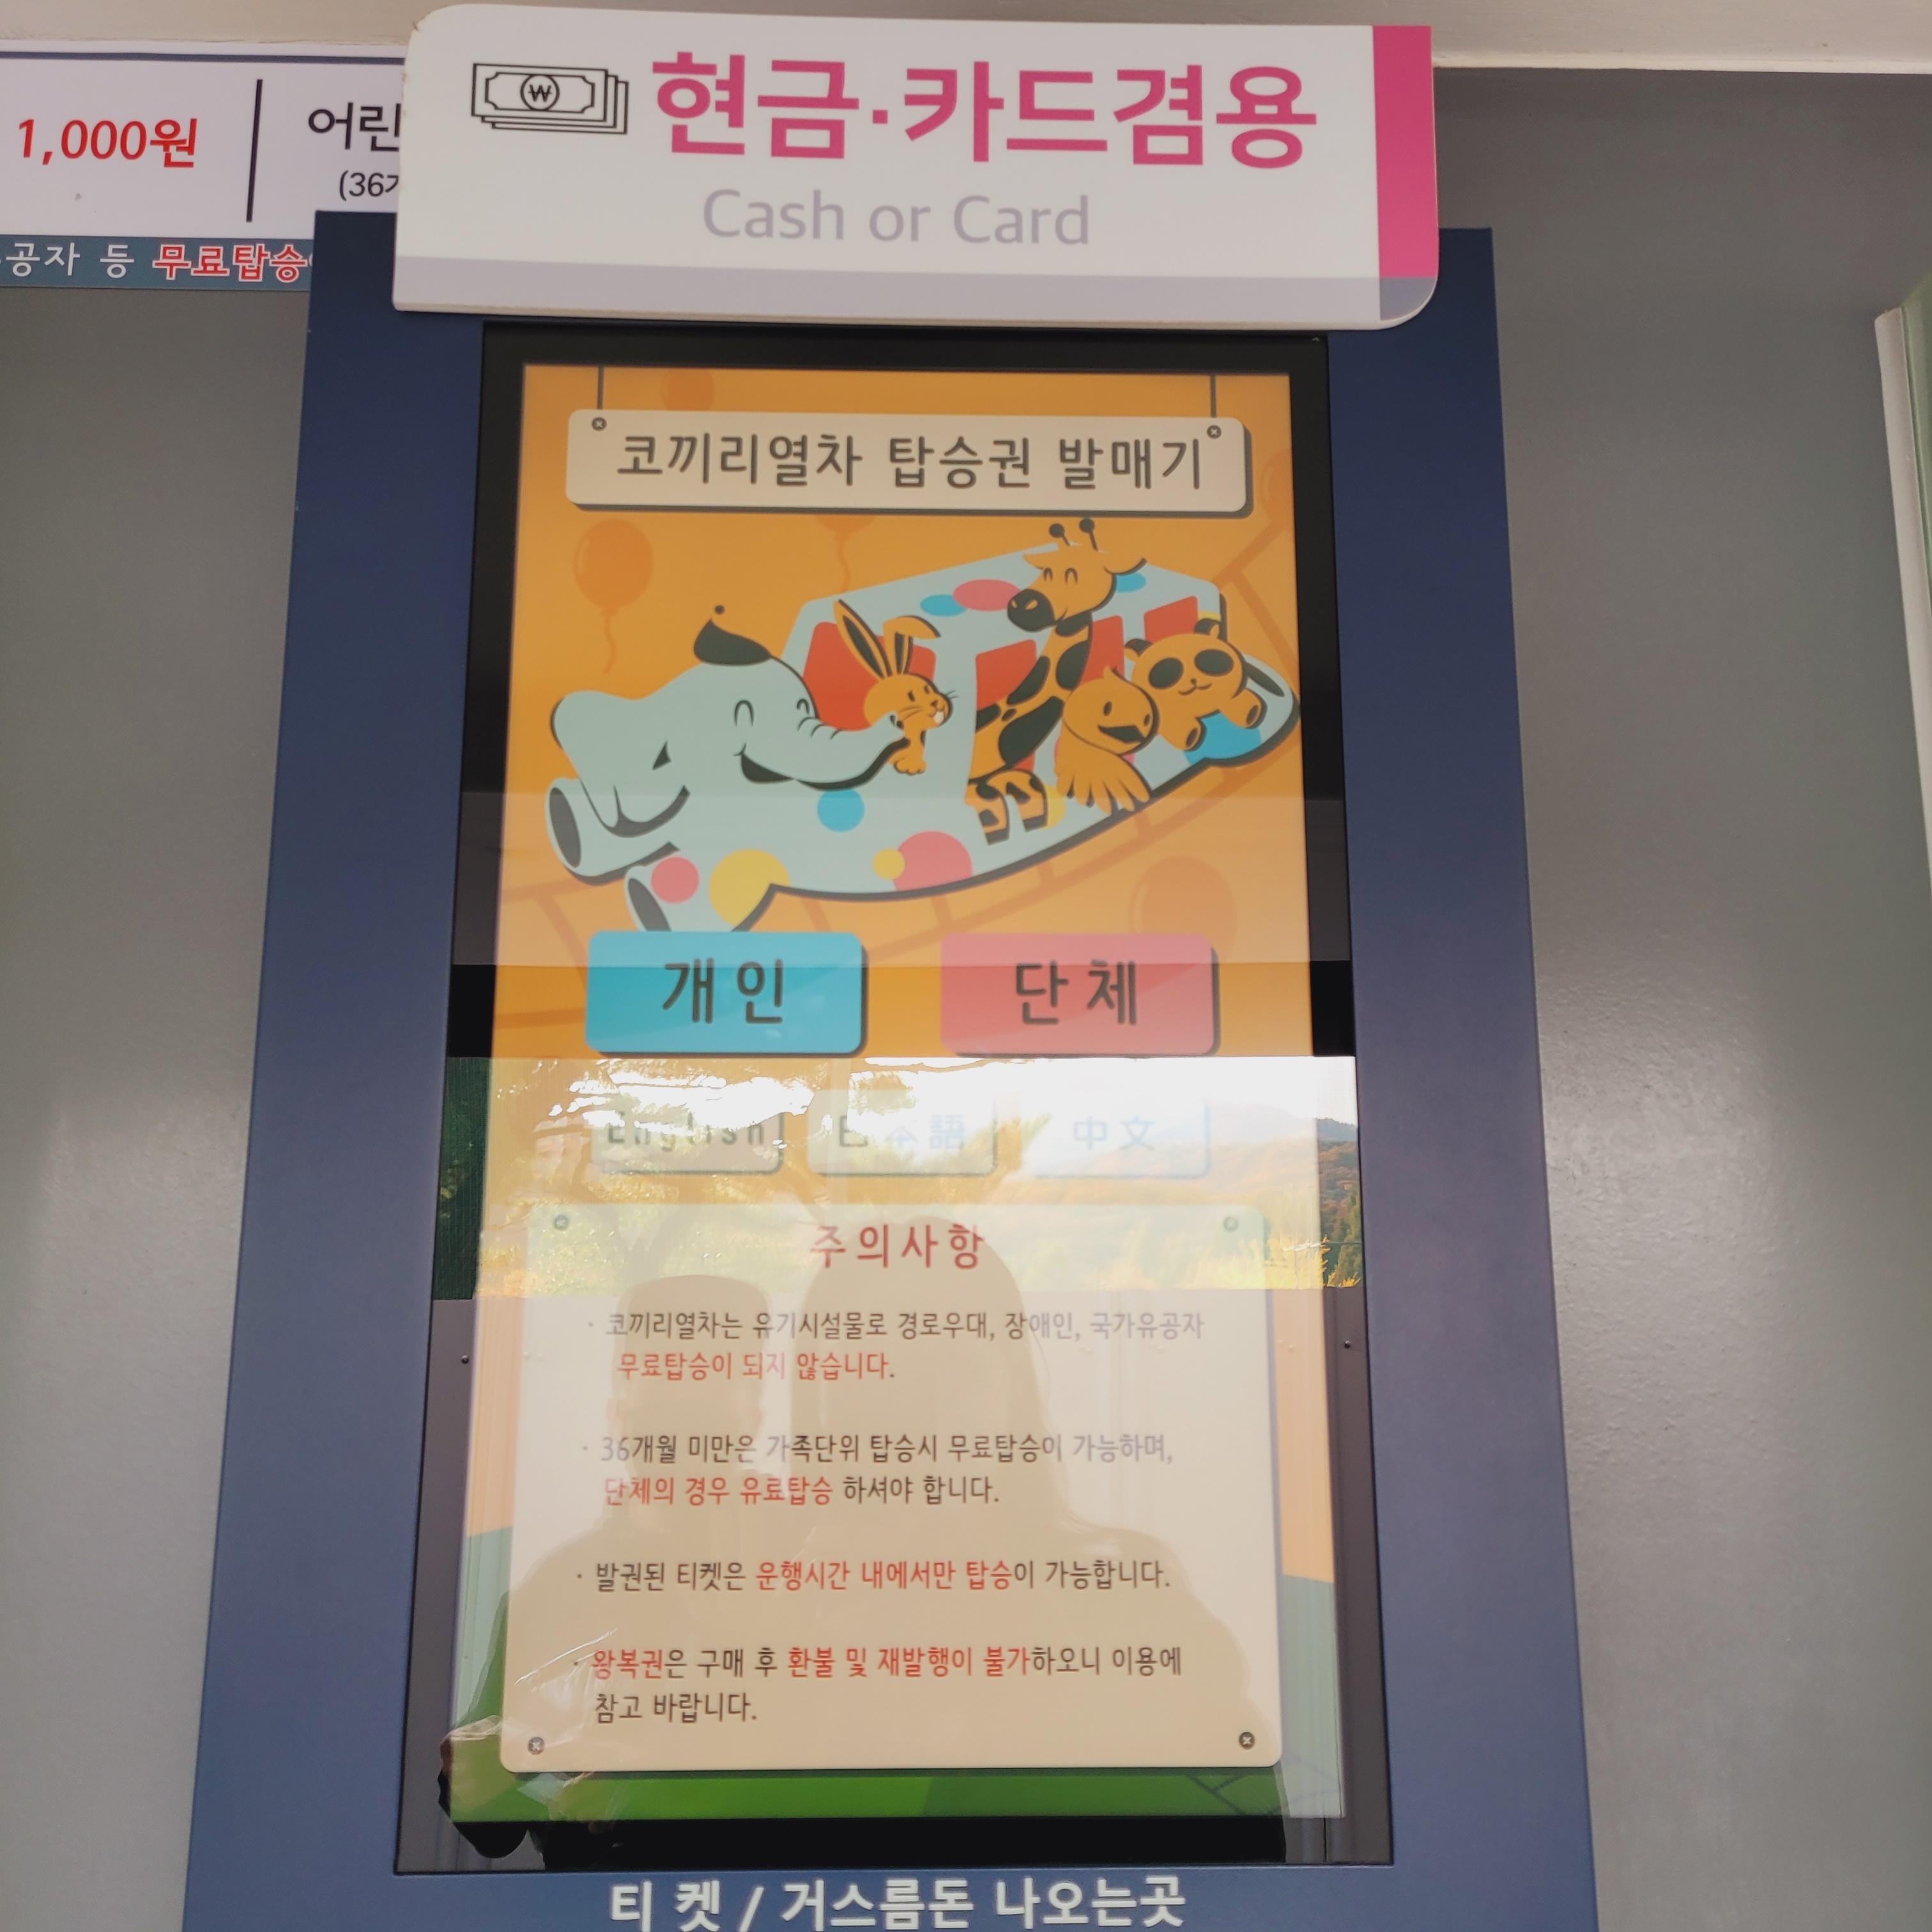 1,000원
어린
(36개
공자 등 무료탑승
₩ 현금·카드겸용
Cash or Card
코끼리열차 탑승권 발매기
개인 단체
English 日本語 中文
주의사항
· 코끼리열차는 유기시설물로 경로우대, 장애인, 국가유공자
무료탑승이 되지 않습니다.
· 36개월 미만은 가족단위 탑승시 무료탑승이 가능하며,
단체의 경우 유료탑승 하셔야 합니다.
· 발권된 티켓은 운행시간 내에서만 탑승이 가능합니다.
· 왕복권은 구매 후 환불 및 재발행이 불가하오니 이용에
참고 바랍니다.
티 켓 / 거스름돈 나오는곳